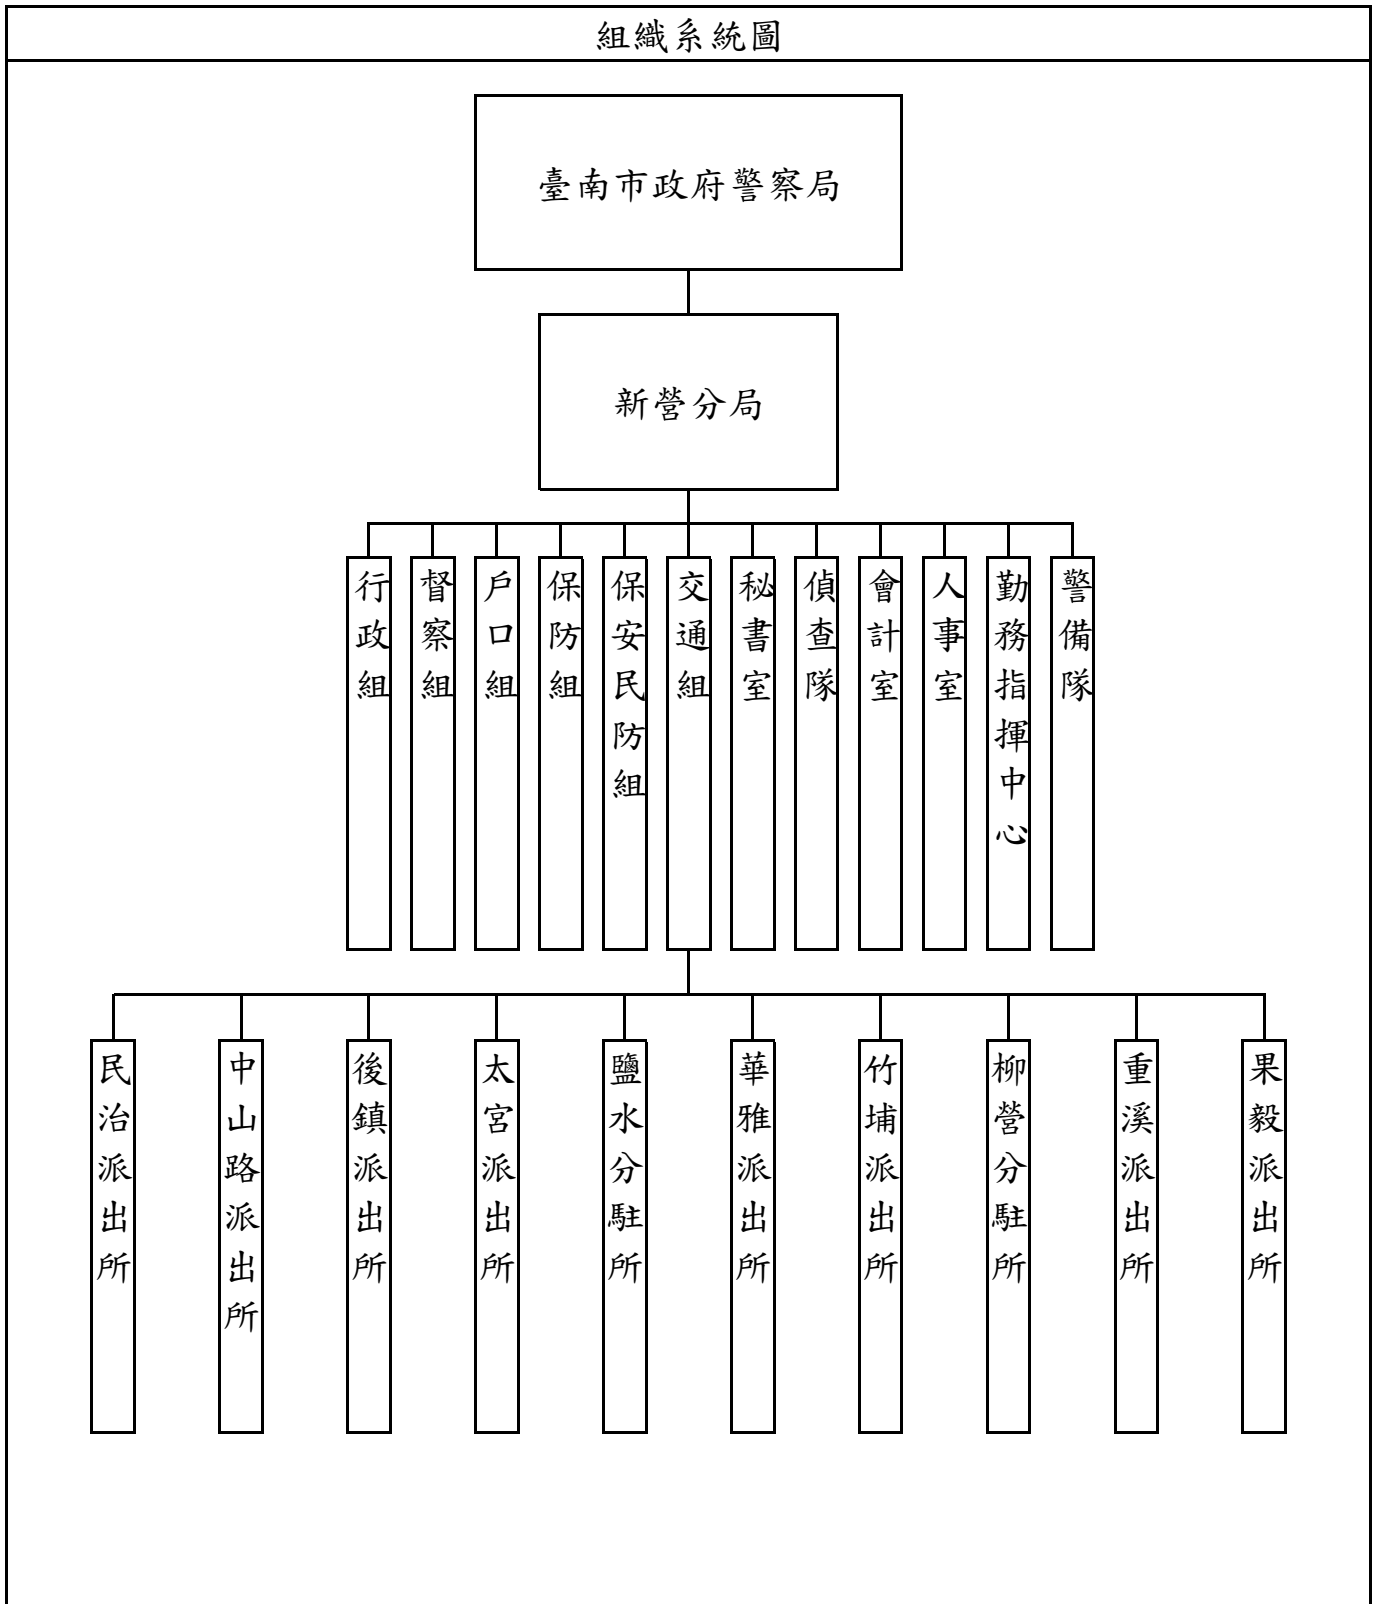 組織系統圖
臺南市政府警察局
新營分局
行政組
督察組
戶口組
保防組
保安民防組
交通組
秘書室
偵查隊
會計室
人事室
勤務指揮中心
警備隊
民治派出所
中山路派出所
後鎮派出所
太宮派出所
鹽水分駐所
華雅派出所
竹埔派出所
柳營分駐所
重溪派出所
果毅派出所